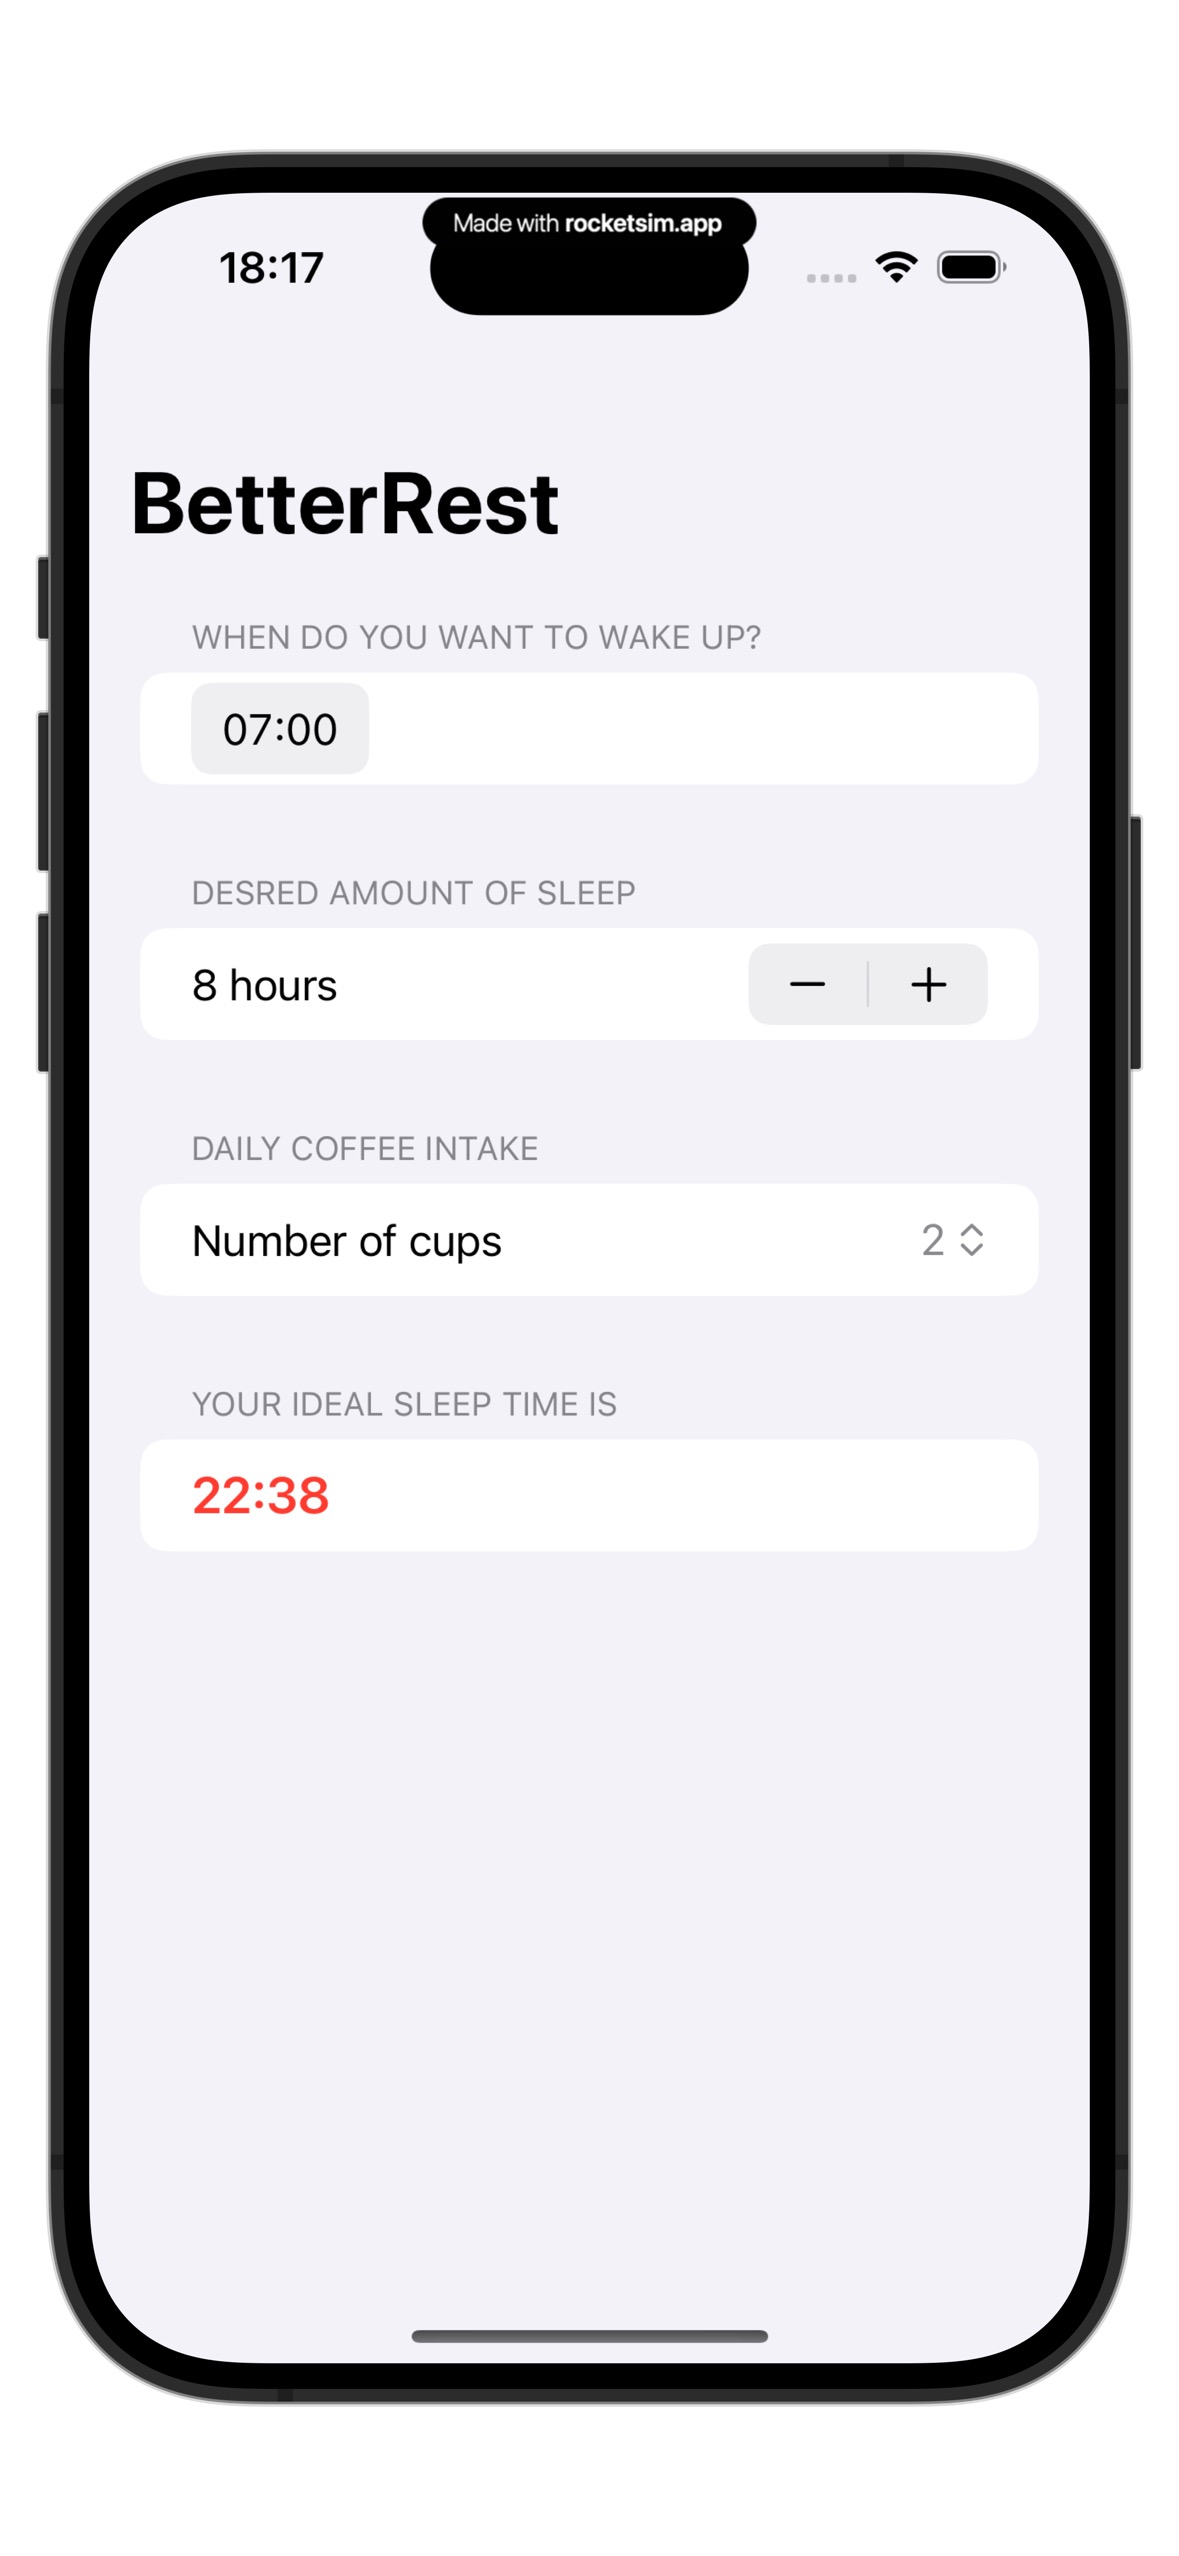 Made with rocketsim.app
18:17
BetterRest
WHEN DO YOU WANT TO WAKE UP?
07:00
DESRED AMOUNT OF SLEEP
8 hours
DAILY COFFEE INTAKE
Number of cups 2
YOUR IDEAL SLEEP TIME IS
22:38